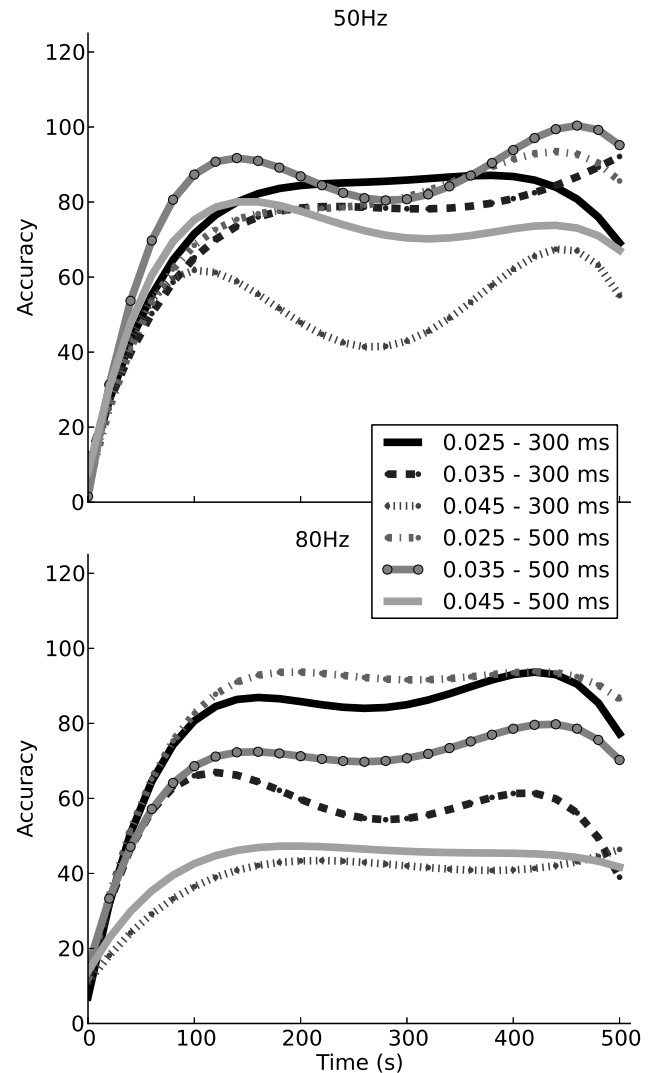 50Hz
120
100
80
60
40
20
0
Accuracy
0.025 - 300 ms
0.035 - 300 ms
0.045 - 300 ms
0.025 - 500 ms
0.035 - 500 ms
0.045 - 500 ms
80Hz
120
100
80
60
40
20
0
Accuracy
0 100 200 300 400 500
Time (s)